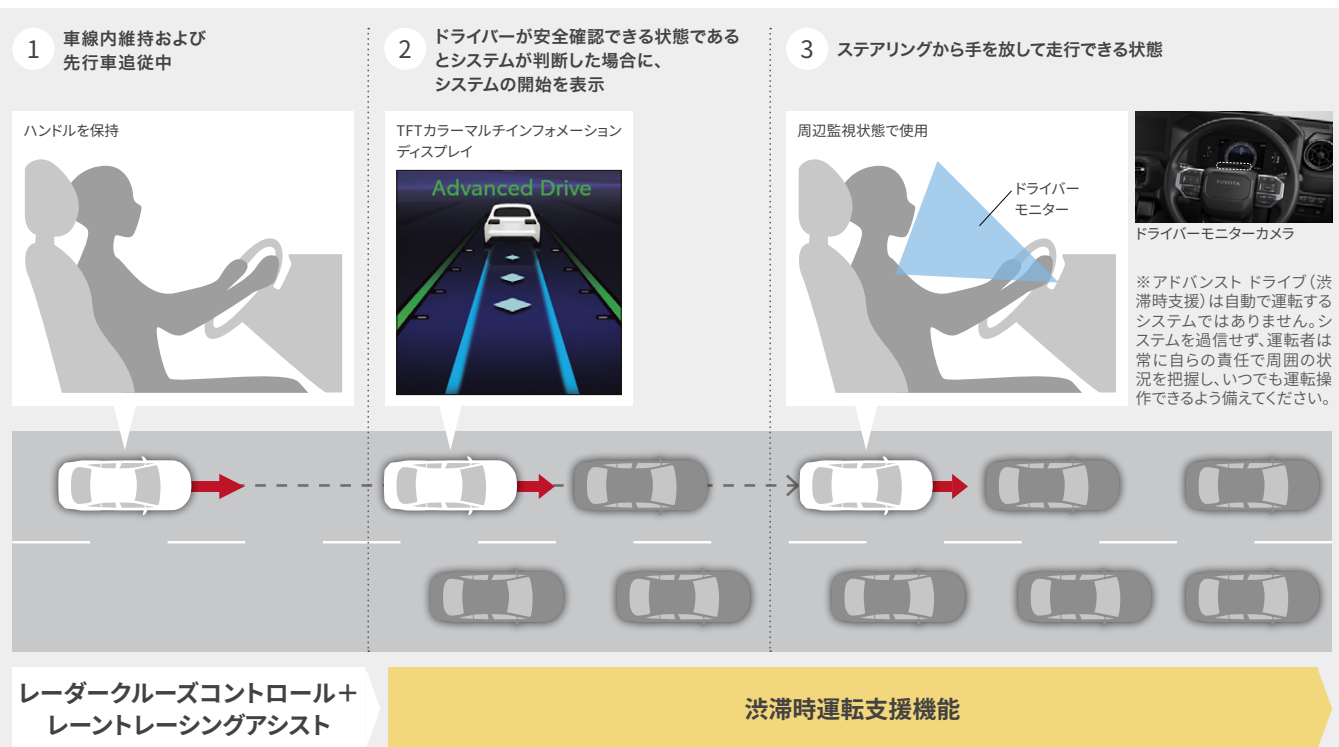 1
車線内維持および
先行車追従中
ハンドルを保持
2
ドライバーが安全確認できる状態である
とシステムが判断した場合に、
システムの開始を表示
TFTカラーマルチインフォメーション
ディスプレイ
Advanced Drive
3
ステアリングから手を放して走行できる状態
周辺監視状態で使用
ドライバー
モニター
TOYOTA
ドライバーモニターカメラ
※アドバンスト ドライブ（渋
滞時支援）は自動で運転する
システムではありません。シ
ステムを過信せず、運転者は
常に自らの責任で周囲の状
況を把握し、いつでも運転操
作できるよう備えてください。
レーダークルーズコントロール＋
レーントレーシングアシスト
渋滞時運転支援機能